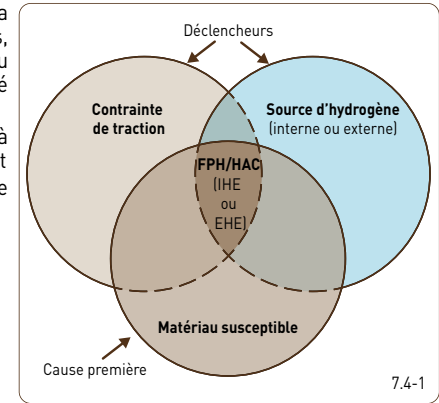 a
s,
u
é
à
t
e
Déclencheurs
Contrainte
de traction
Source d'hydrogène
(interne ou externe)
FPH/HAC
(IHE
ou
EHE)
Matériau susceptible
Cause première
7.4-1